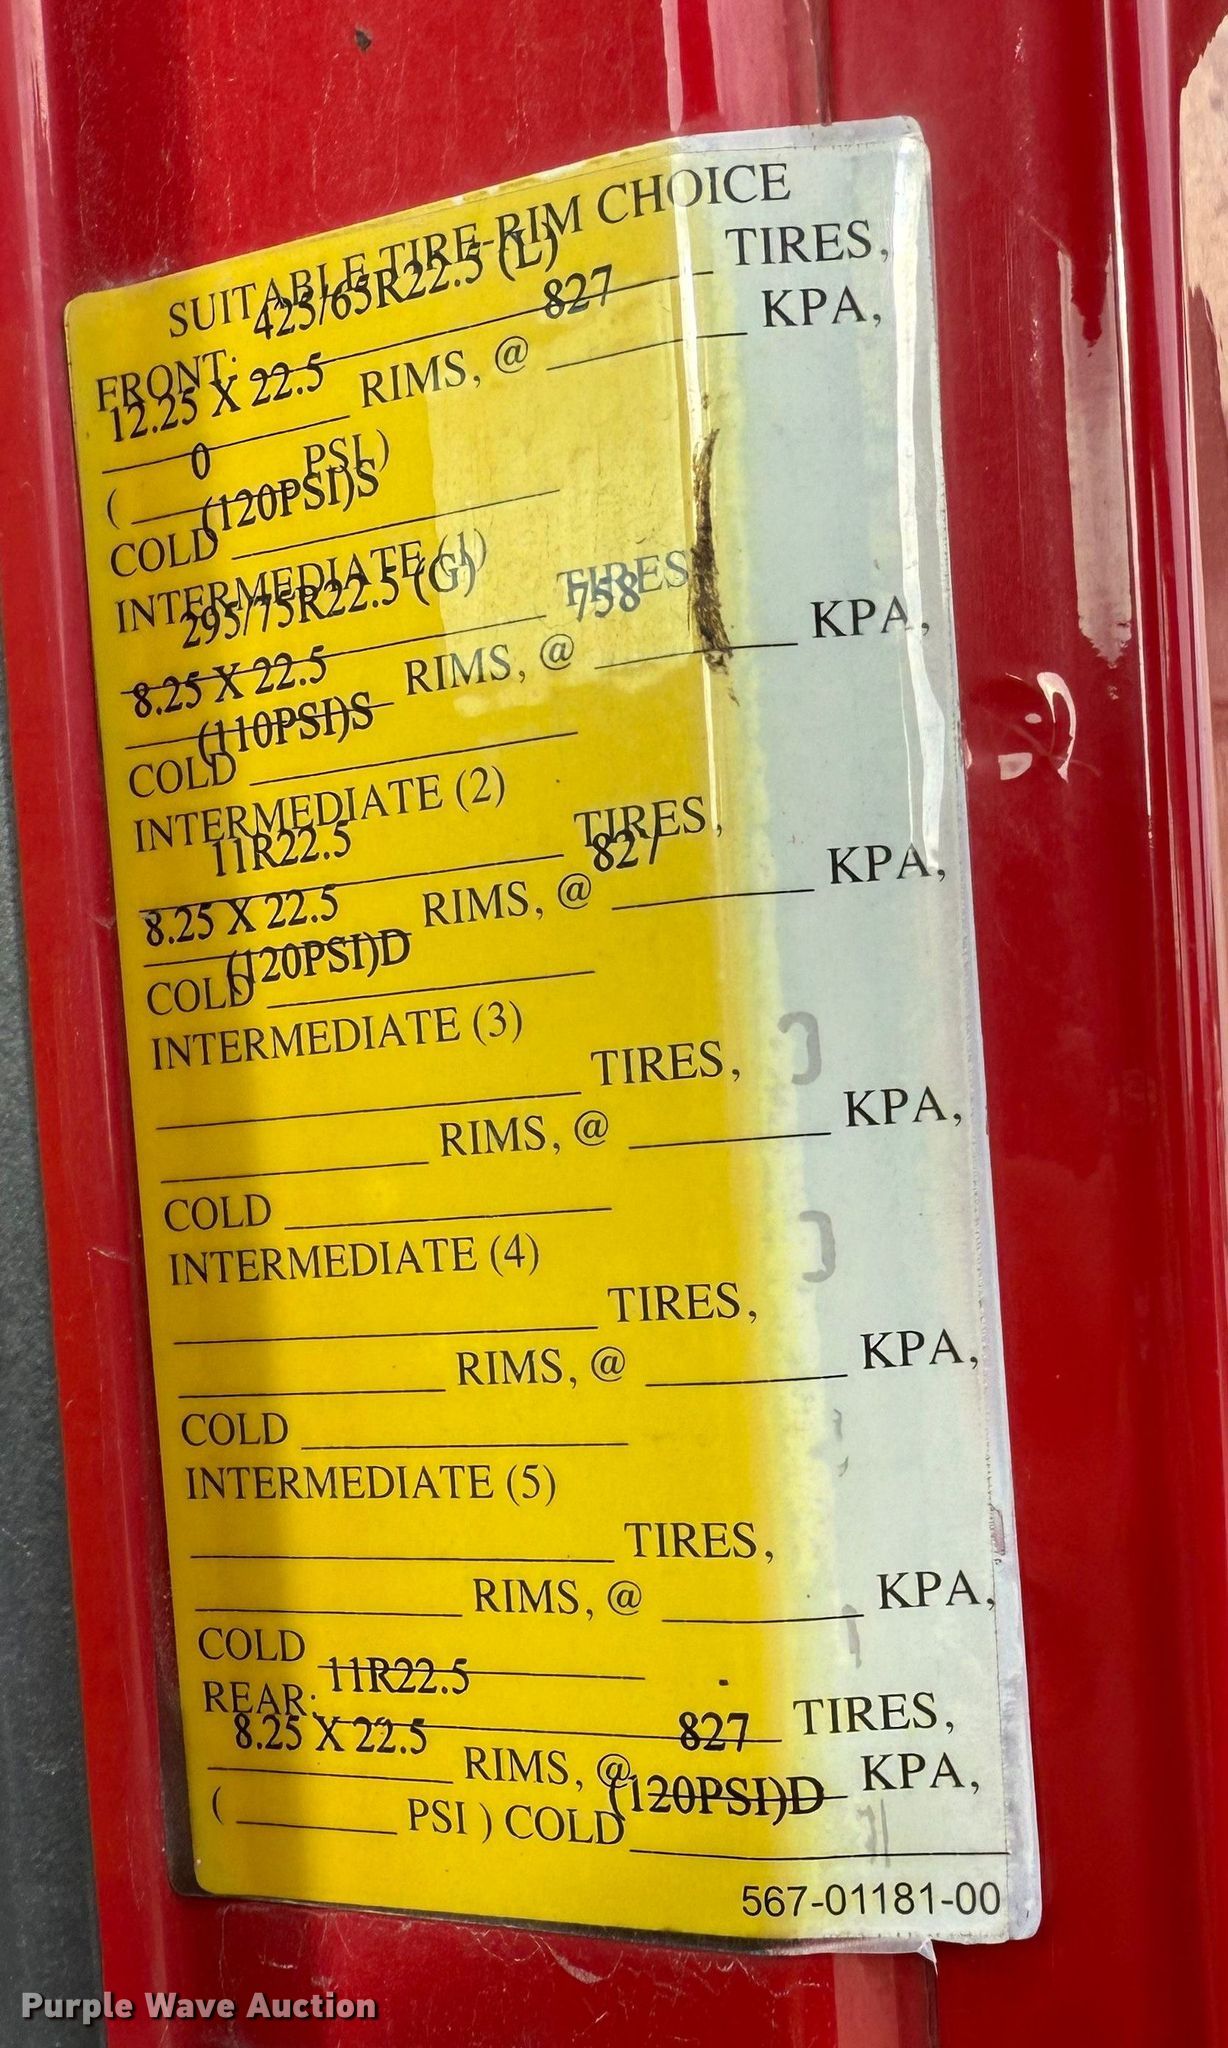 SUITABLE TIRE-RIM CHOICE
FRONT: 425/65R22.5 (L) TIRES,
12.25 X 22.5 RIMS, @ 827 KPA,
( 0 PSI )
COLD (120PSI)S
INTERMEDIATE (1)
295/75R22.5 (G) TIRES
8.25 X 22.5 RIMS, @ 758 KPA,
COLD (110PSI)S
INTERMEDIATE (2)
11R22.5 TIRES,
8.25 X 22.5 RIMS, @ 827 KPA,
COLD (120PSI)D
INTERMEDIATE (3)
TIRES,
RIMS, @ KPA,
COLD
INTERMEDIATE (4)
TIRES,
RIMS, @ KPA,
COLD
INTERMEDIATE (5)
TIRES,
RIMS, @ KPA,
COLD
REAR: 11R22.5 TIRES,
8.25 X 22.5 RIMS, @ 827 KPA,
( PSI ) COLD (120PSI)D
567-01181-00
Purple Wave Auction